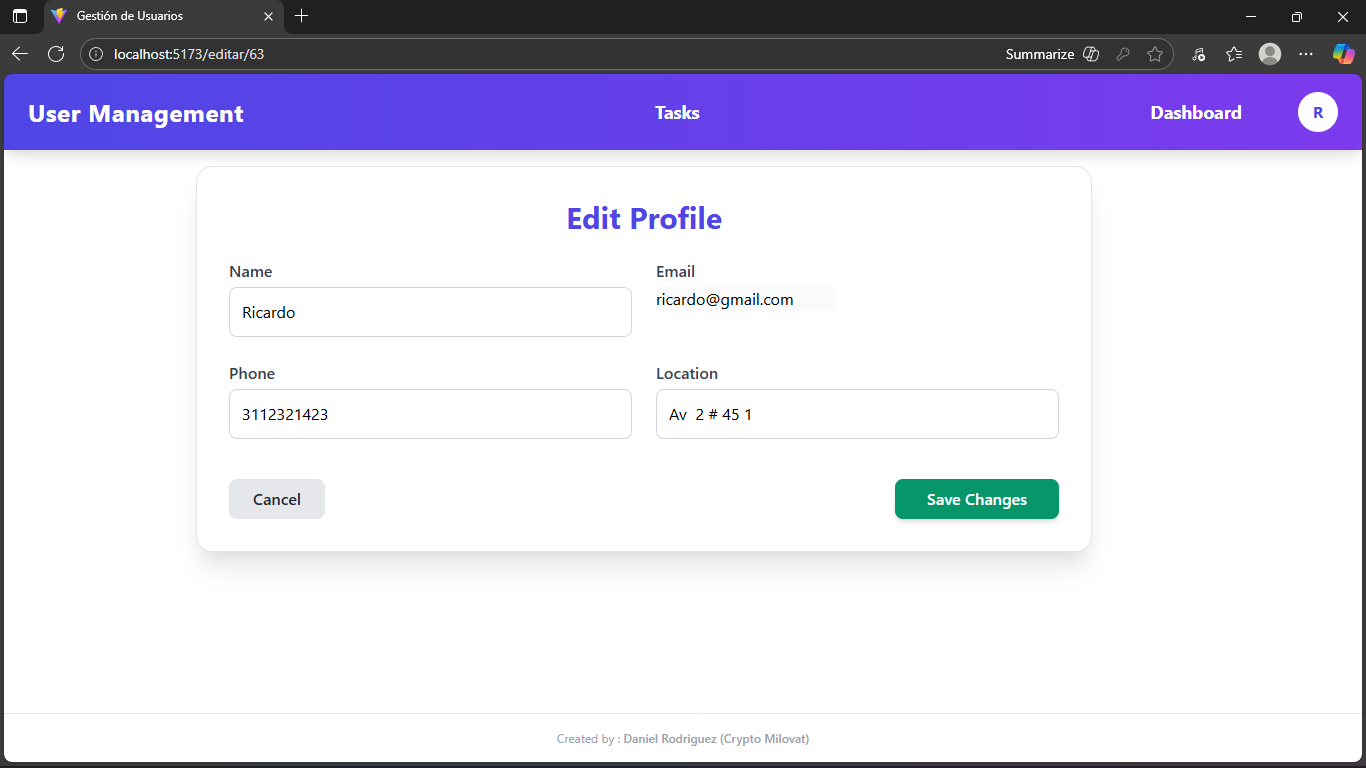 Gestión de Usuarios
localhost:5173/editar/63
Summarize
User Management
Tasks
Dashboard
R
Edit Profile
Name
Email
Ricardo
ricardo@gmail.com
Phone
Location
3112321423
Av  2 # 45 1
Cancel
Save Changes
Created by : Daniel Rodriguez (Crypto Milovat)